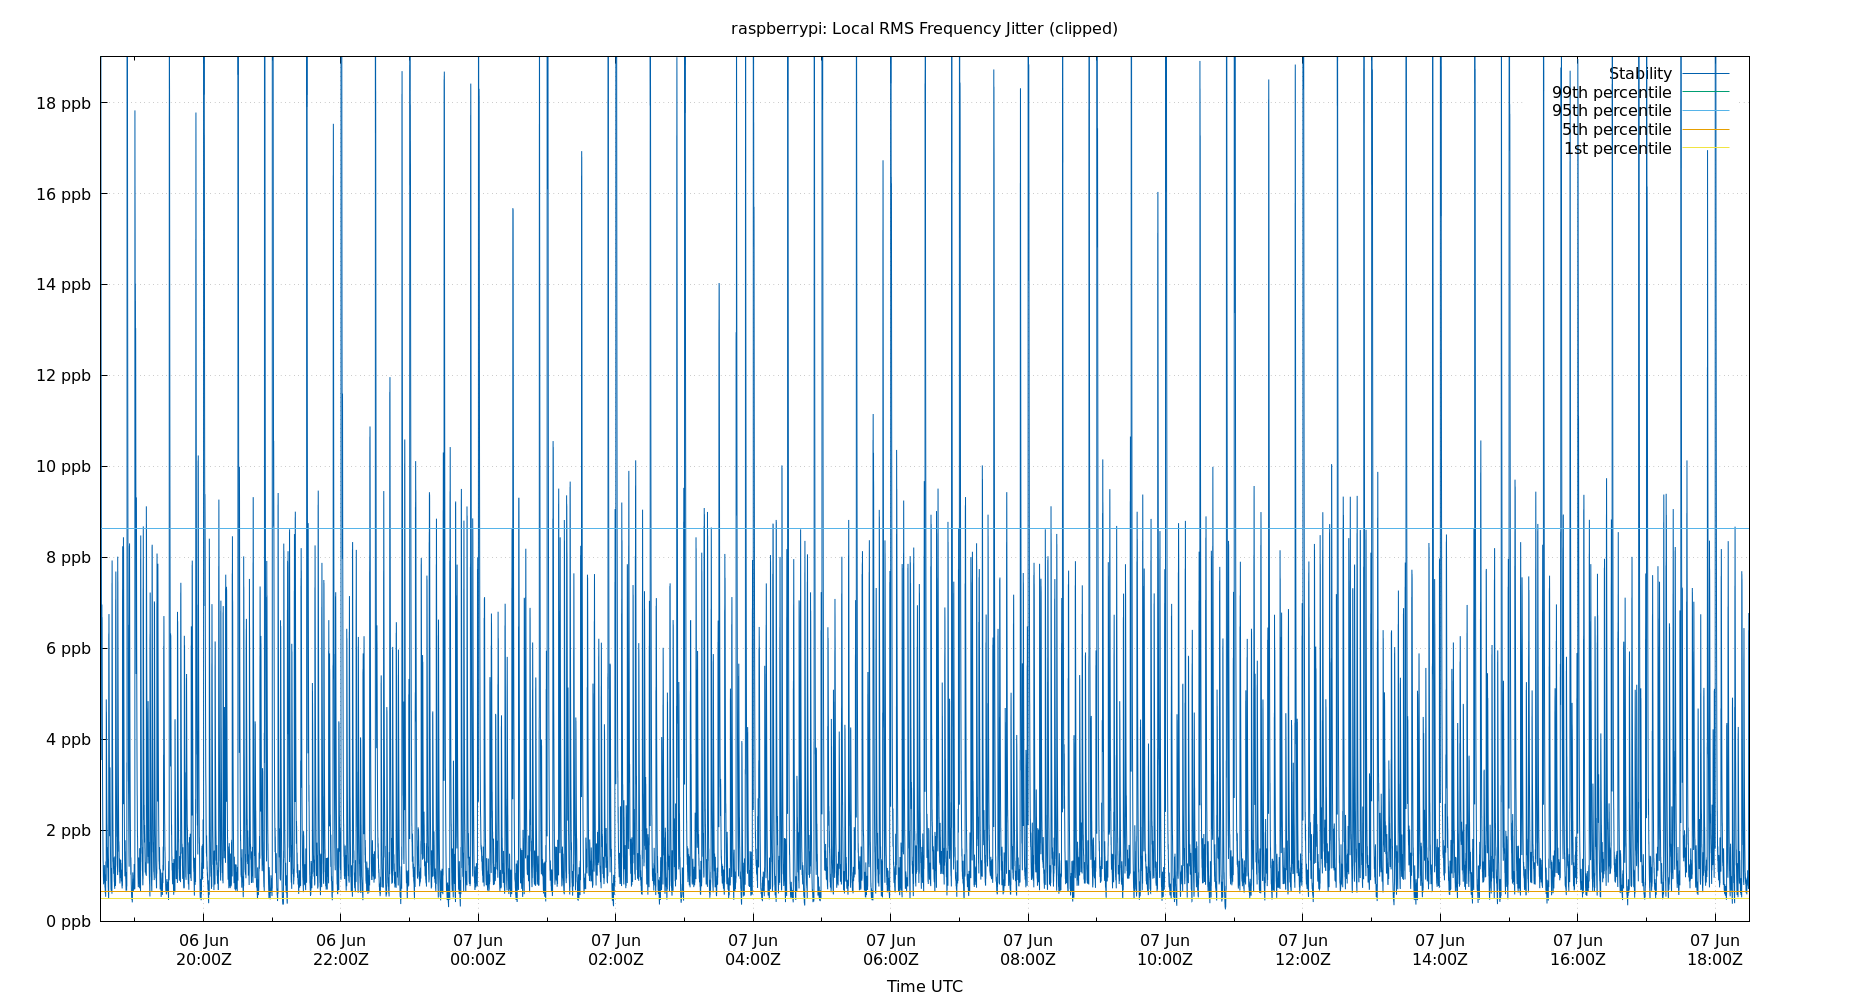 raspberrypi: Local RMS Frequency Jitter (clipped)
Stability
99th percentile
95th percentile
5th percentile
1st percentile
18 ppb
16 ppb
14 ppb
12 ppb
10 ppb
8 ppb
6 ppb
4 ppb
2 ppb
0 ppb
06 Jun 06 Jun 07 Jun 07 Jun 07 Jun 07 Jun 07 Jun 07 Jun 07 Jun 07 Jun 07 Jun 07 Jun
20:00Z 22:00Z 00:00Z 02:00Z 04:00Z 06:00Z 08:00Z 10:00Z 12:00Z 14:00Z 16:00Z 18:00Z
Time UTC